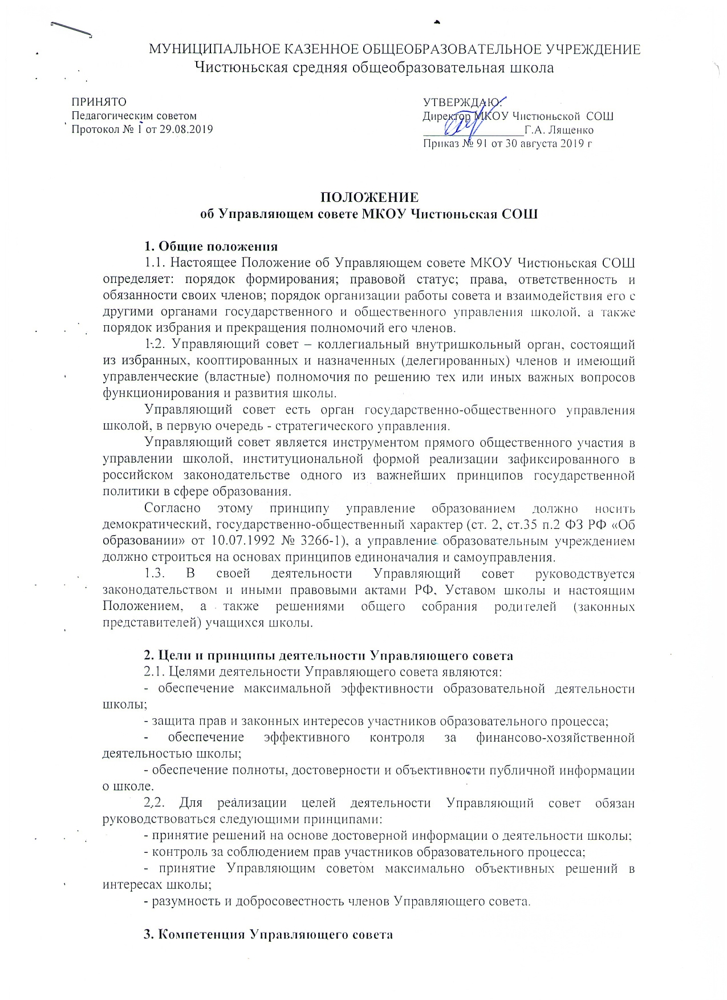 МУНИЦИПАЛЬНОЕ КАЗЕННОЕ ОБЩЕОБРАЗОВАТЕЛЬНОЕ УЧРЕЖДЕНИЕ
Чистюньская средняя общеобразовательная школа
ПРИНЯТО
Педагогическим советом
Протокол № 1 от 29.08.2019
УТВЕРЖДАЮ:
Директор МКОУ Чистюньской СОШ
_________________Г.А. Лященко
Приказ № 91 от 30 августа 2019 г
ПОЛОЖЕНИЕ
об Управляющем совете МКОУ Чистюньская СОШ
1. Общие положения
1.1. Настоящее Положение об Управляющем совете МКОУ Чистюньская СОШ
определяет: порядок формирования; правовой статус; права, ответственность и
обязанности своих членов; порядок организации работы совета и взаимодействия его с
другими органами государственного и общественного управления школой, а также
порядок избрания и прекращения полномочий его членов.
1.2. Управляющий совет – коллегиальный внутришкольный орган, состоящий
из избранных, кооптированных и назначенных (делегированных) членов и имеющий
управленческие (властные) полномочия по решению тех или иных важных вопросов
функционирования и развития школы.
Управляющий совет есть орган государственно-общественного управления
школой, в первую очередь - стратегического управления.
Управляющий совет является инструментом прямого общественного участия в
управлении школой, институциональной формой реализации зафиксированного в
российском законодательстве одного из важнейших принципов государственной
политики в сфере образования.
Согласно этому принципу управление образованием должно носить
демократический, государственно-общественный характер (ст. 2, ст.35 п.2 ФЗ РФ «Об
образовании» от 10.07.1992 № 3266-1), а управление образовательным учреждением
должно строиться на основах принципов единоначалия и самоуправления.
1.3. В своей деятельности Управляющий совет руководствуется
законодательством и иными правовыми актами РФ, Уставом школы и настоящим
Положением, а также решениями общего собрания родителей (законных
представителей) учащихся школы.
2. Цели и принципы деятельности Управляющего совета
2.1. Целями деятельности Управляющего совета являются:
- обеспечение максимальной эффективности образовательной деятельности
школы;
- защита прав и законных интересов участников образовательного процесса;
- обеспечение эффективного контроля за финансово-хозяйственной
деятельностью школы;
- обеспечение полноты, достоверности и объективности публичной информации
о школе.
2.2. Для реализации целей деятельности Управляющий совет обязан
руководствоваться следующими принципами:
- принятие решений на основе достоверной информации о деятельности школы;
- контроль за соблюдением прав участников образовательного процесса;
- принятие Управляющим советом максимально объективных решений в
интересах школы;
- разумность и добросовестность членов Управляющего совета.
3. Компетенция Управляющего совета